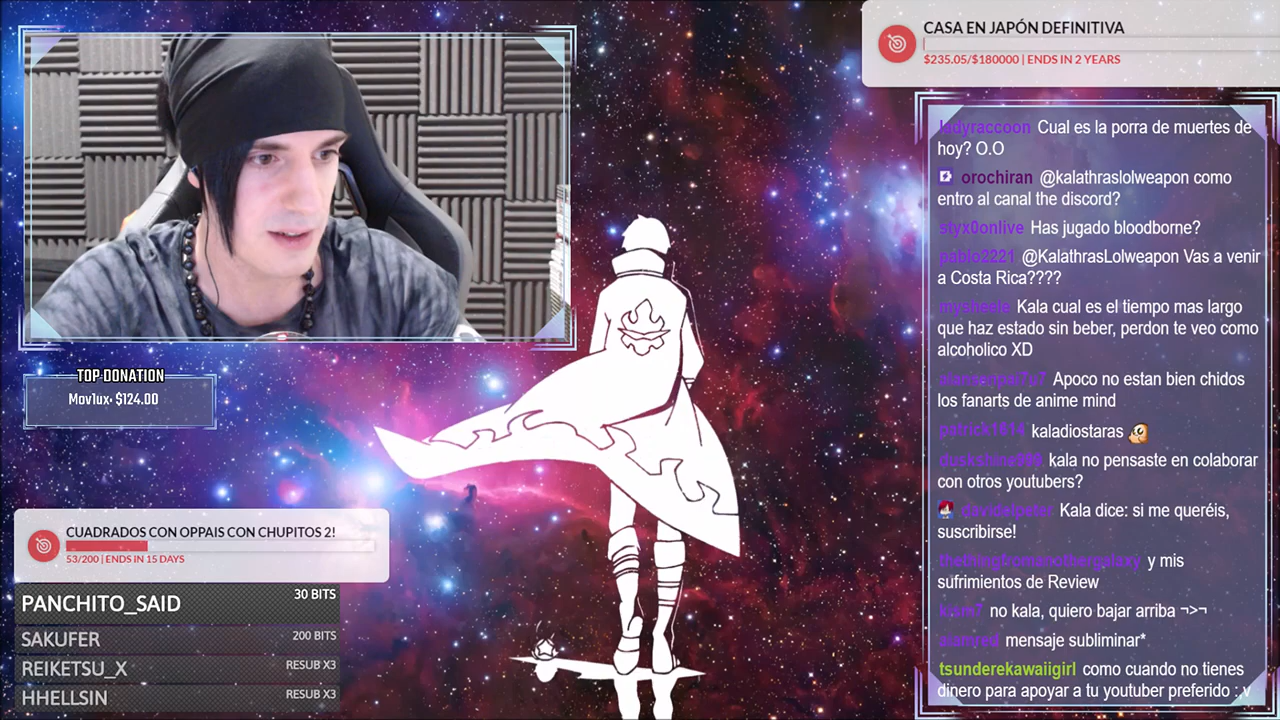 CASA EN JAPÓN DEFINITIVA
$235.05/$180000 | ENDS IN 2 YEARS
TOP DONATION
Mov1ux: $124.00
CUADRADOS CON OPPAIS CON CHUPITOS 2!
53/200 | ENDS IN 15 DAYS
PANCHITO_SAID 30 BITS
SAKUFER 200 BITS
REIKETSU_X RESUB X3
HHELLSIN RESUB X3
ladyraccoon Cual es la porra de muertes de
hoy? O.O
orochiran @kalathraslolweapon como
entro al canal the discord?
styx0onlive Has jugado bloodborne?
pablo2221 @KalathrasLolweapon Vas a venir
a Costa Rica????
Kala cual es el tiempo mas largo
que haz estado sin beber, perdon te veo como
alcoholico XD
Apoco no estan bien chidos
los fanarts de anime mind
kaladiostaras
kala no pensaste en colaborar
con otros youtubers?
Kala dice: si me queréis,
suscribirse!
thethingfromanothergalaxy y mis
sufrimientos de Review
no kala, quiero bajar arriba ¬>¬
mensaje subliminar*
tsunderekawaiigirl como cuando no tienes
dinero para apoyar a tu youtuber preferido :,v